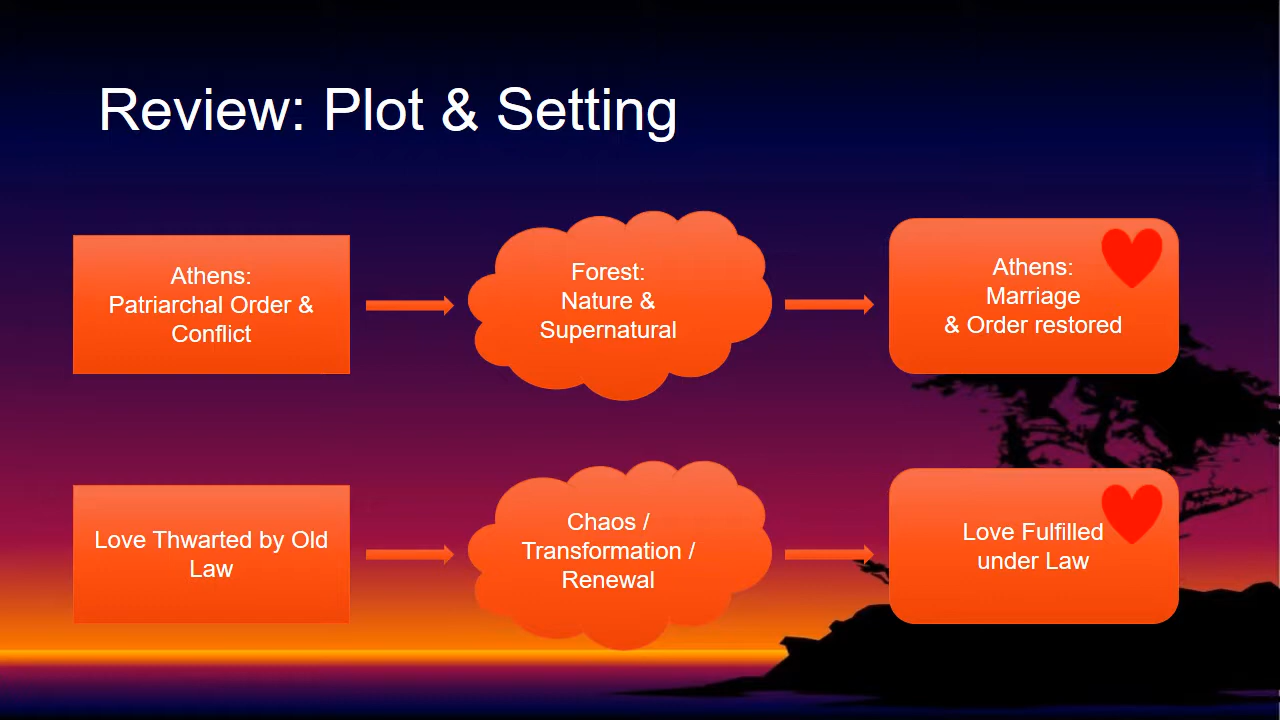 Review: Plot & Setting
Athens:
Patriarchal Order &
Conflict
Forest:
Nature &
Supernatural
Athens:
Marriage
& Order restored
Love Thwarted by Old
Law
Chaos /
Transformation /
Renewal
Love Fulfilled
under Law